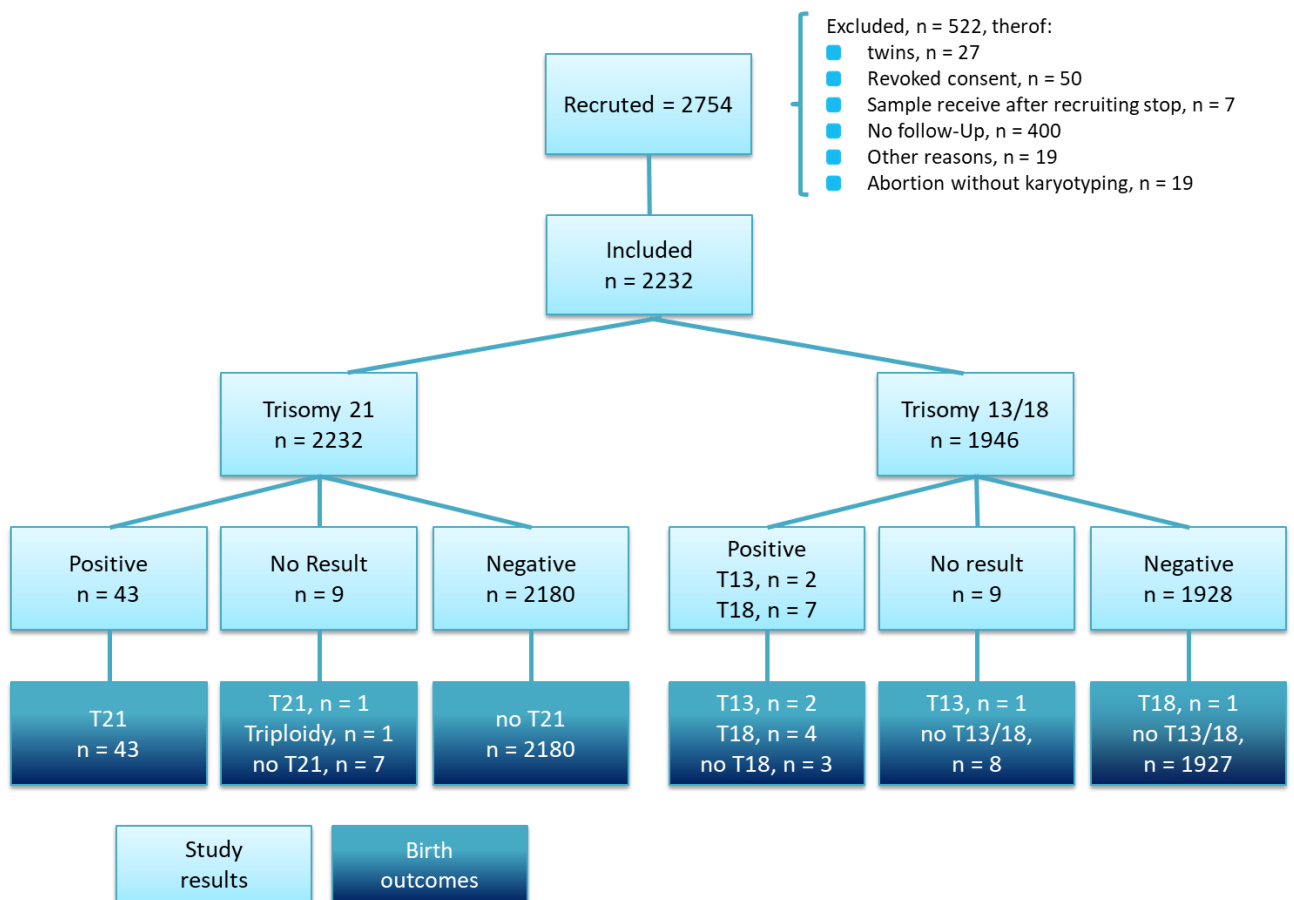 Recruted = 2754
Excluded, n = 522, therof:
twins, n = 27
Revoked consent, n = 50
Sample receive after recruiting stop, n = 7
No follow-Up, n = 400
Other reasons, n = 19
Abortion without karyotyping, n = 19
Included
n = 2232
Trisomy 21
n = 2232
Trisomy 13/18
n = 1946
Positive
n = 43
No Result
n = 9
Negative
n = 2180
Positive
T13, n = 2
T18, n = 7
No result
n = 9
Negative
n = 1928
T21
n = 43
T21, n = 1
Triploidy, n = 1
no T21, n = 7
no T21
n = 2180
T13, n = 2
T18, n = 4
no T18, n = 3
T13, n = 1
no T13/18,
n = 8
T18, n = 1
no T13/18,
n = 1927
Study
results
Birth
outcomes